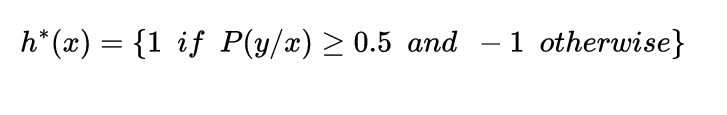 h*(x) = {1 if P(y/x) ≥ 0.5 and − 1 otherwise}